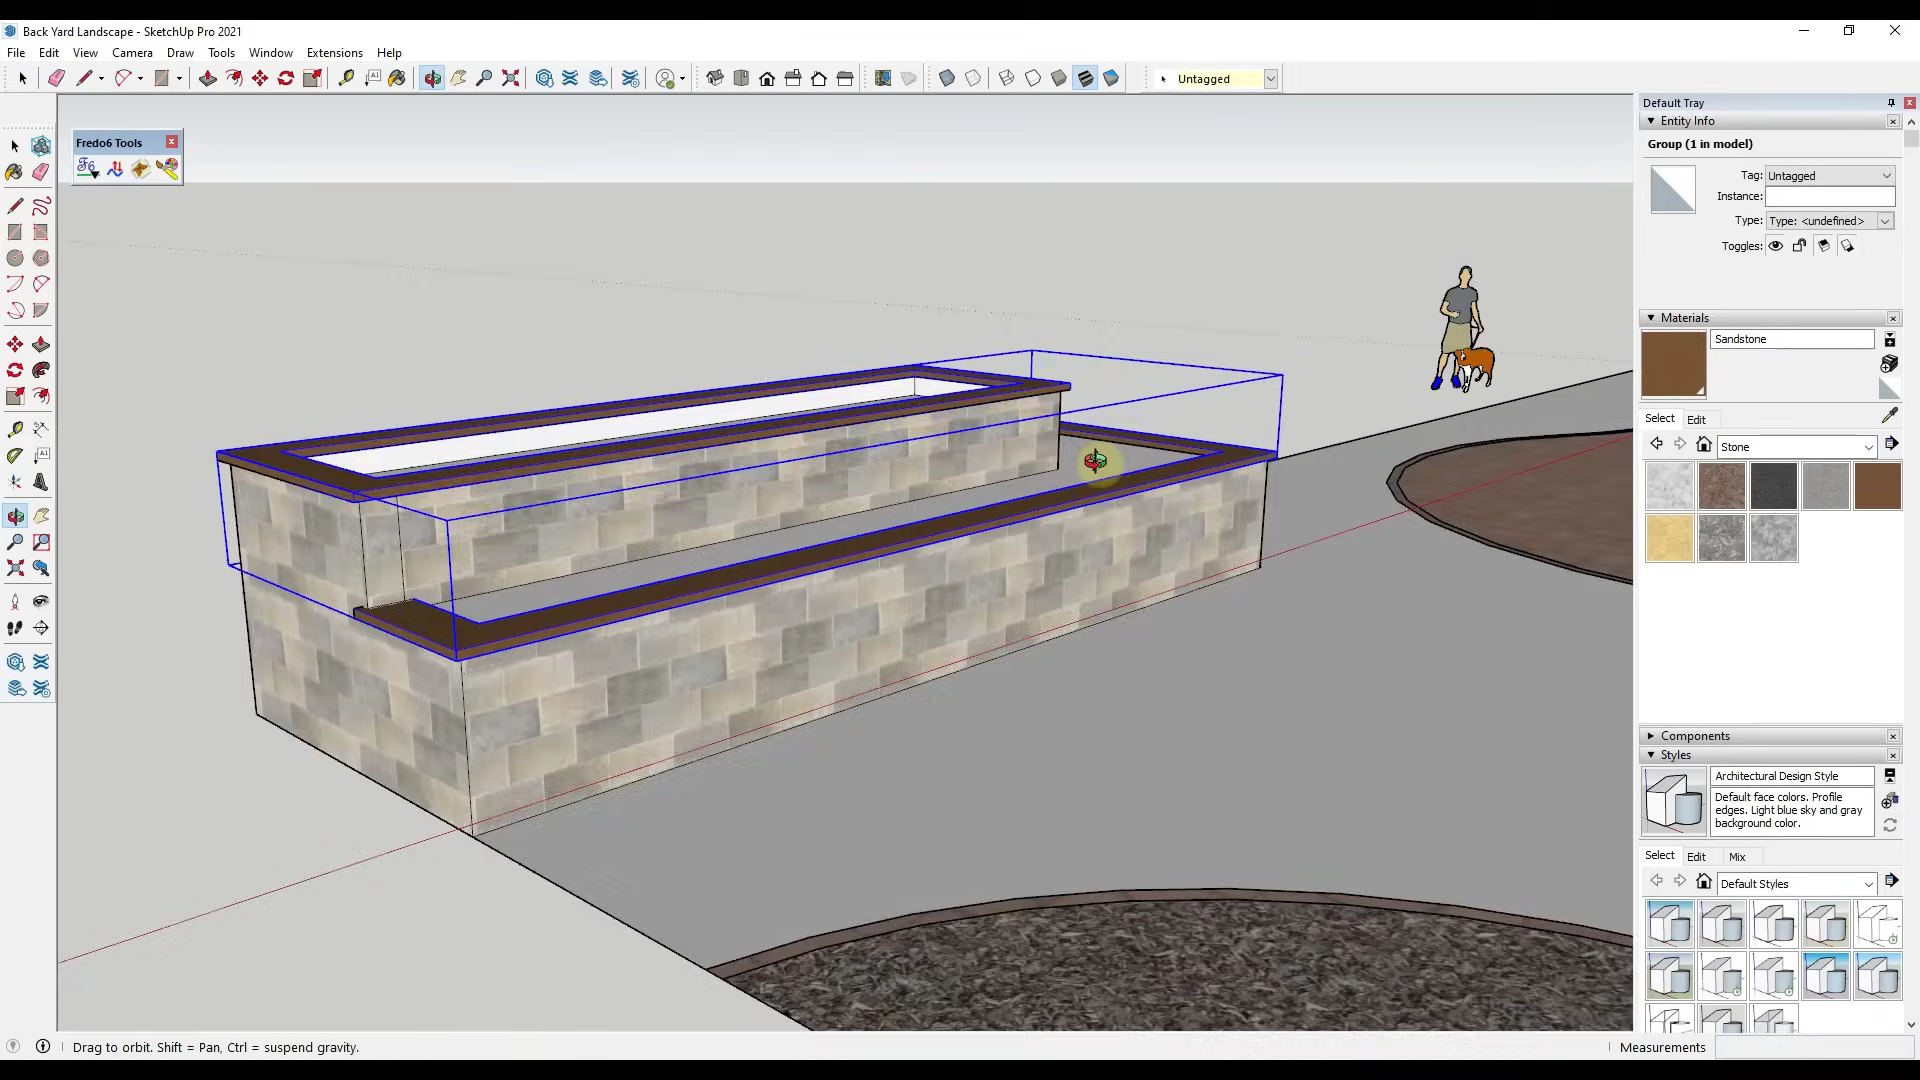 Back Yard Landscape - SketchUp Pro 2021
File Edit View Camera Draw Tools Window Extensions Help
Untagged
Default Tray
Entity Info
Group (1 in model)
Tag: Untagged
Instance:
Type: Type: <undefined>
Toggles:
Fredo6 Tools
Materials
Sandstone
Select Edit
Stone
Components
Styles
Architectural Design Style
Default face colors. Profile
edges. Light blue sky and gray
background color.
Select Edit Mix
Default Styles
Drag to orbit. Shift = Pan, Ctrl = suspend gravity.
Measurements